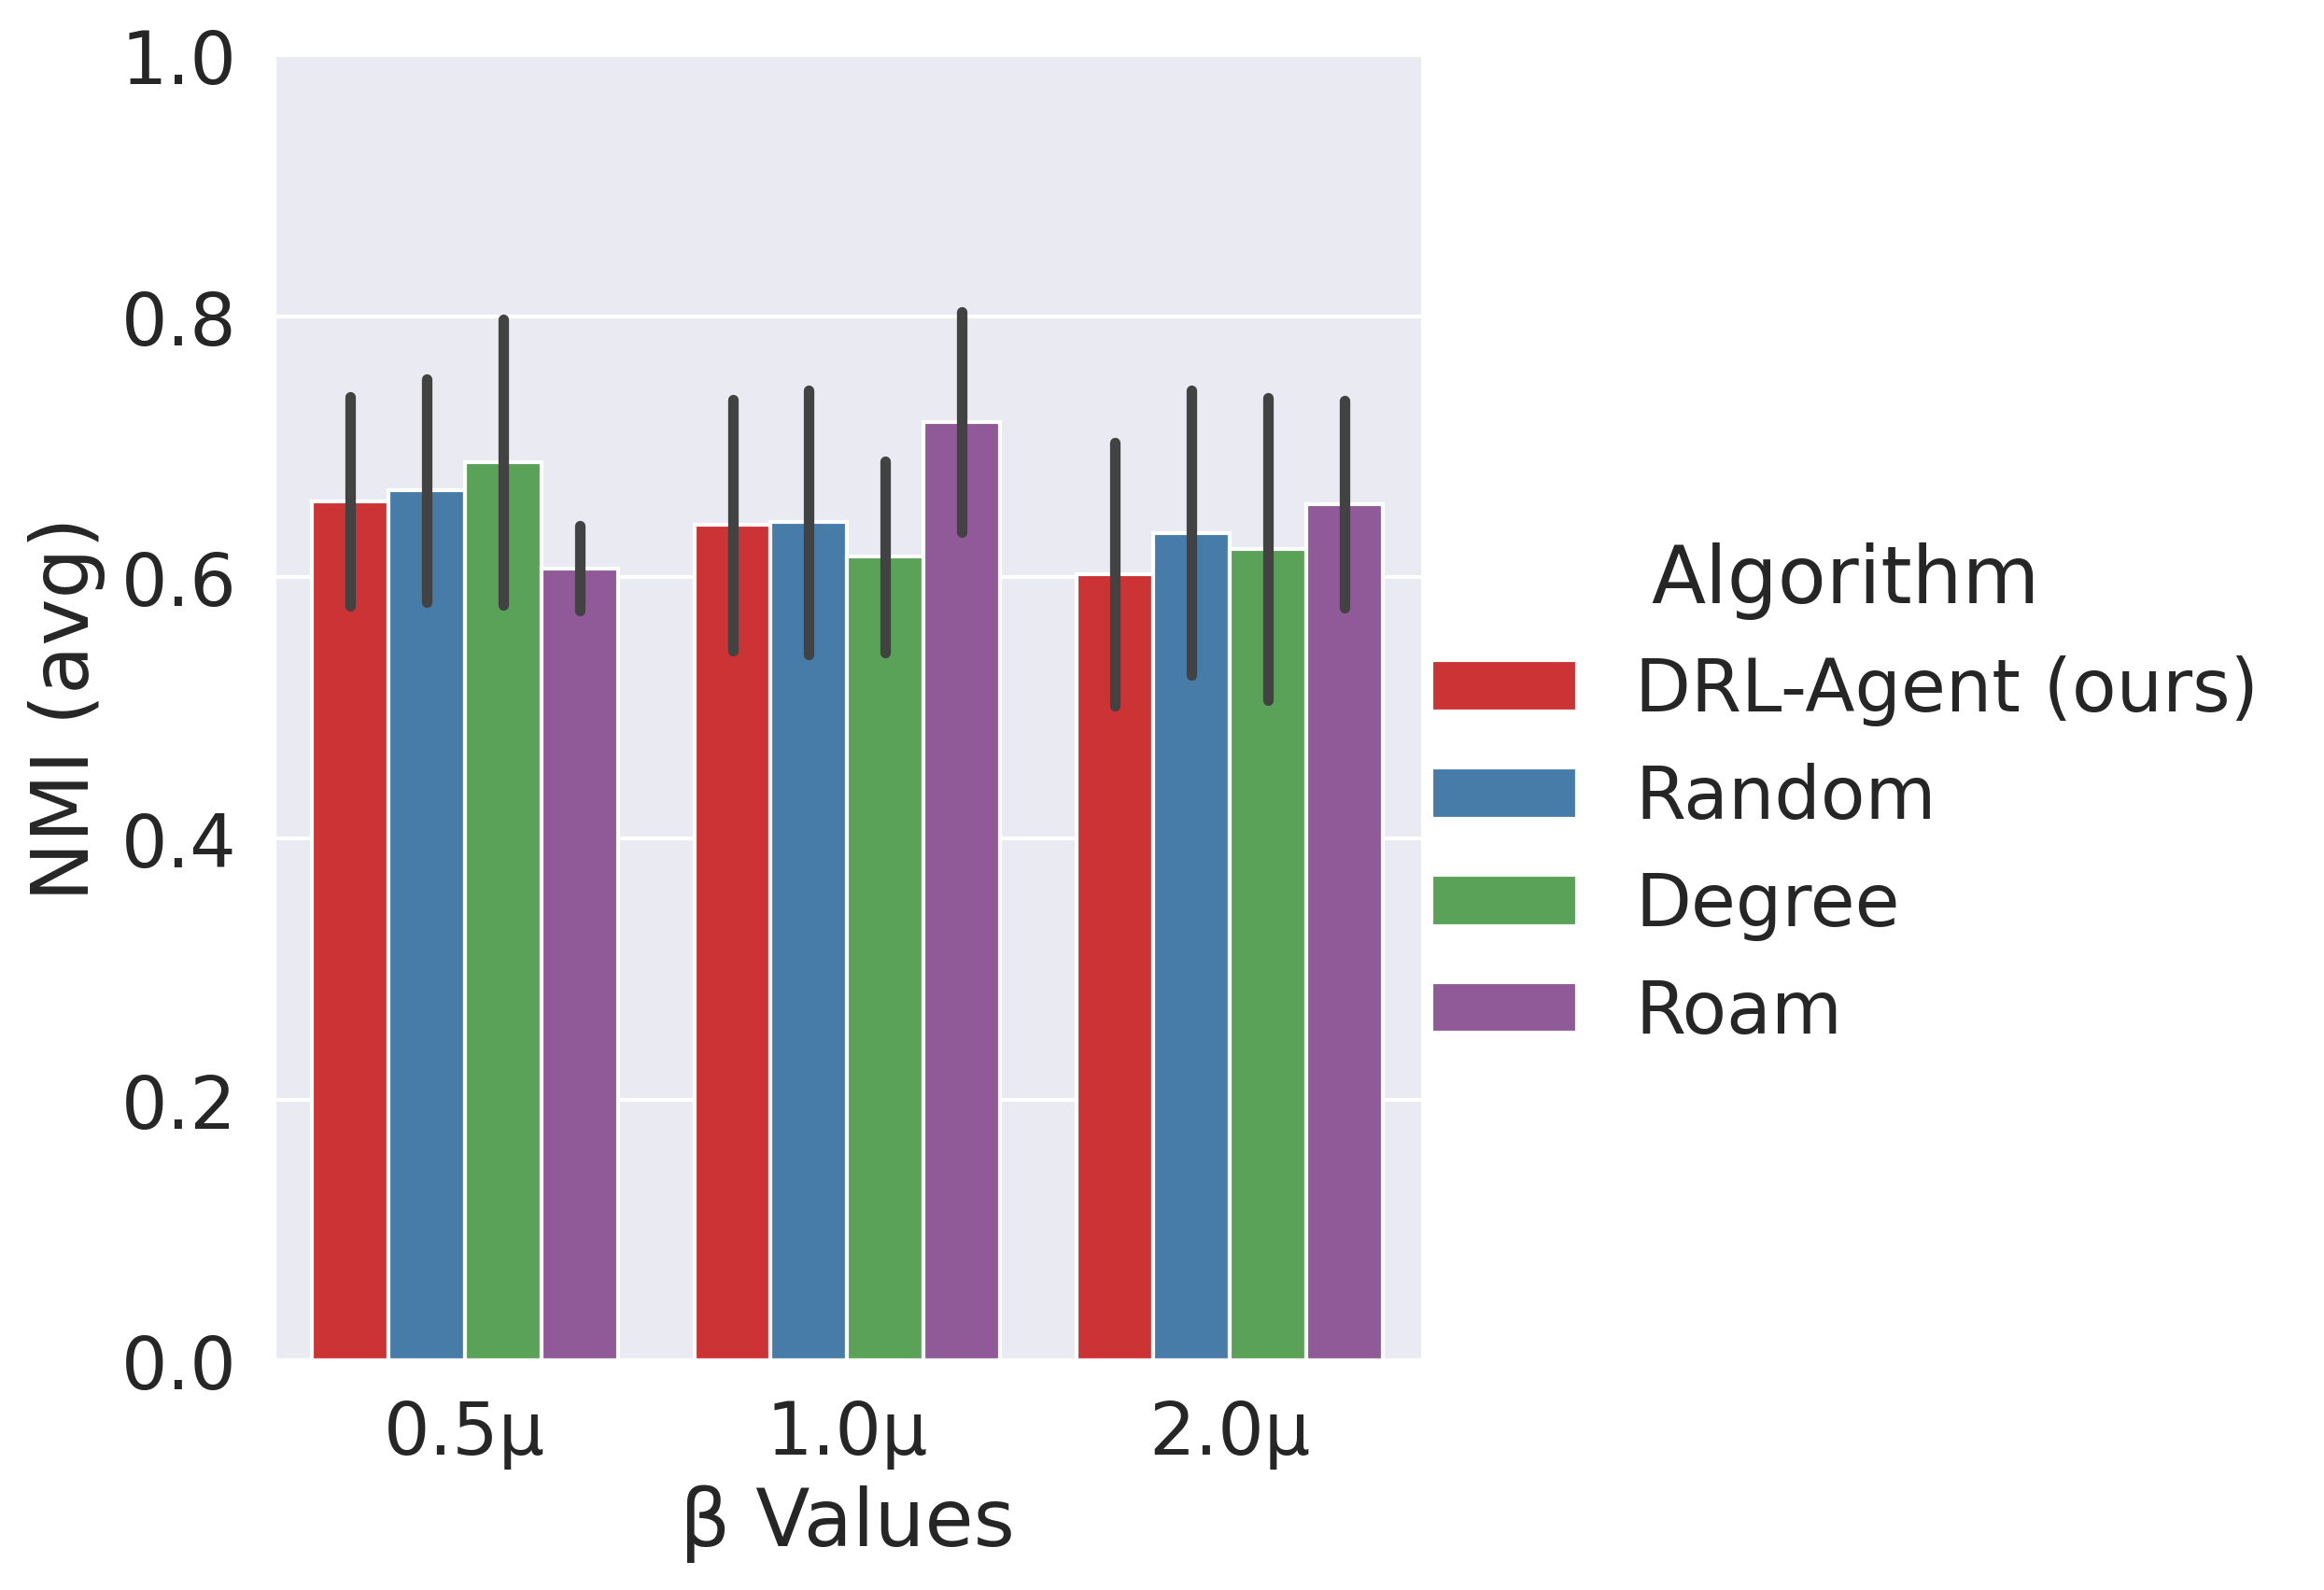 1.0
0.8
0.6
0.4
0.2
0.0
NMI (avg)
0.5μ 1.0μ 2.0μ
β Values
Algorithm
DRL-Agent (ours)
Random
Degree
Roam